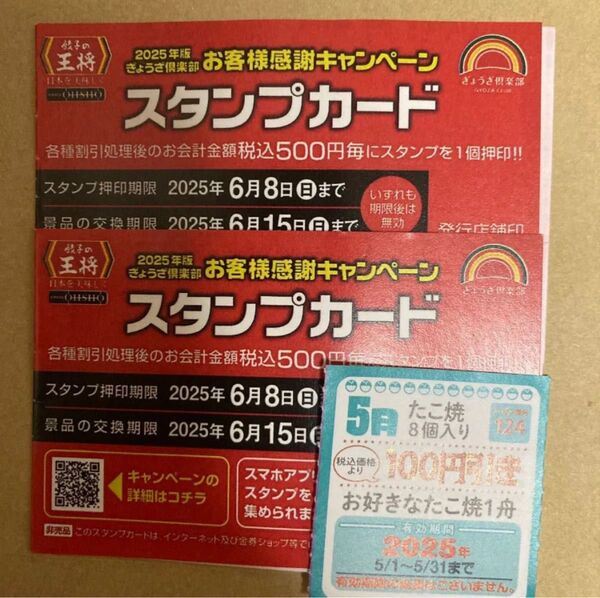 餃子の
王将
日本を美味しく
OHSHO
2025年版
ぎょうざ倶楽部 お客様感謝キャンペーン
ぎょうざ倶楽部
GYOZA CLUB
スタンプカード
各種割引処理後のお会計金額税込500円毎にスタンプを1個押印!!
スタンプ押印期限 2025年6月8日(日)まで
景品の交換期限 2025年6月15日(日)まで
いずれも
期限後は
無効
発行店舗印
餃子の
王将
日本を美味しく
OHSHO
2025年版
ぎょうざ倶楽部 お客様感謝キャンペーン
ぎょうざ倶楽部
スタンプカード
各種割引処理後のお会計金額税込500円毎にスタンプを1個押印
スタンプ押印期限 2025年6月8日(日)
景品の交換期限 2025年6月15日
キャンペーンの
詳細はコチラ
スマホアプリ
スタンプを
集められま
非売品 このスタンプカードは、インターネット及び金券ショップ等で
5月 たこ焼
8個入り
124
税込価格
より
100円引き
お好きなたこ焼1舟
有効期間
2025年
5/1〜5/31まで